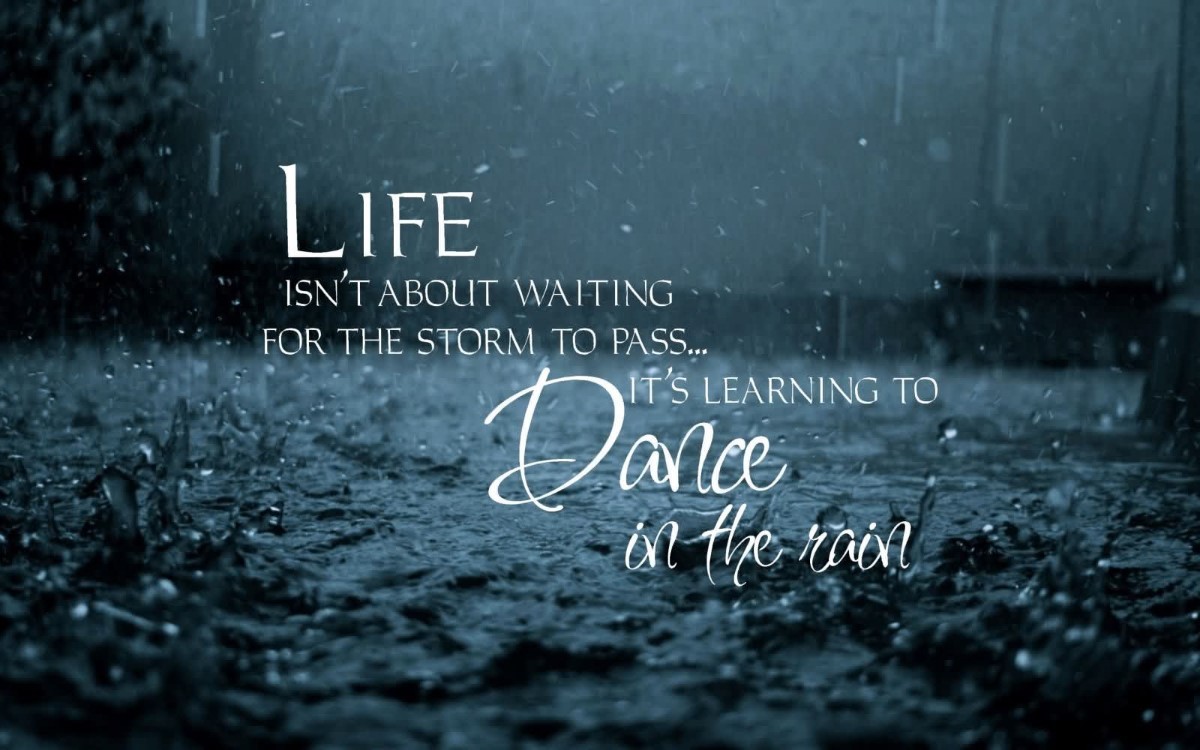 LIFE
ISN'T ABOUT WAITING
FOR THE STORM TO PASS...
IT'S LEARNING TO
Dance
in the rain